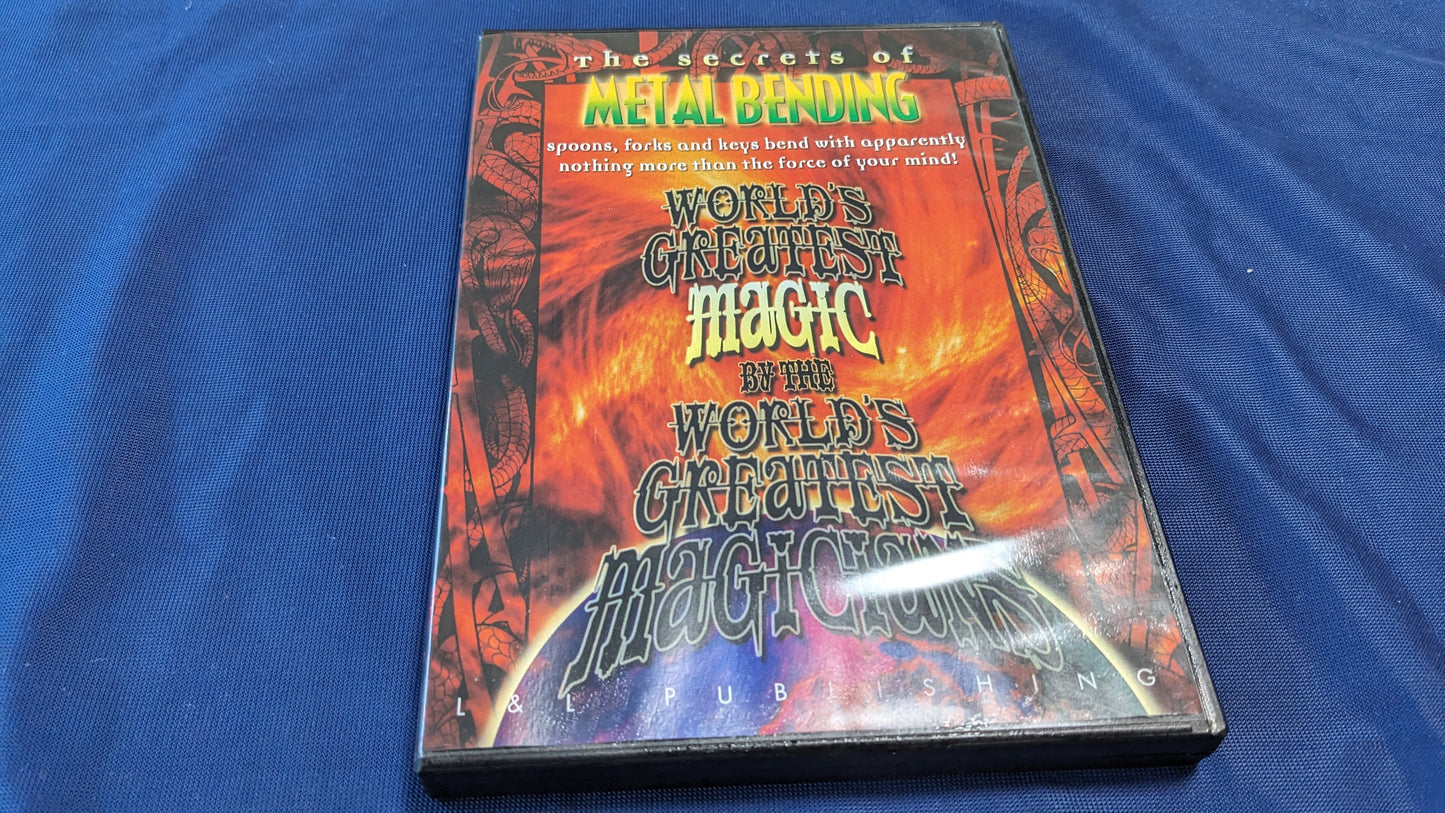 The secrets of
METAL BENDING
spoons, forks and keys bend with apparently
nothing more than the force of your mind!
WORLD'S
GREATEST
MAGIC
BY THE
WORLD'S
GREATEST
MAGICIANS
L&L PUBLISHING